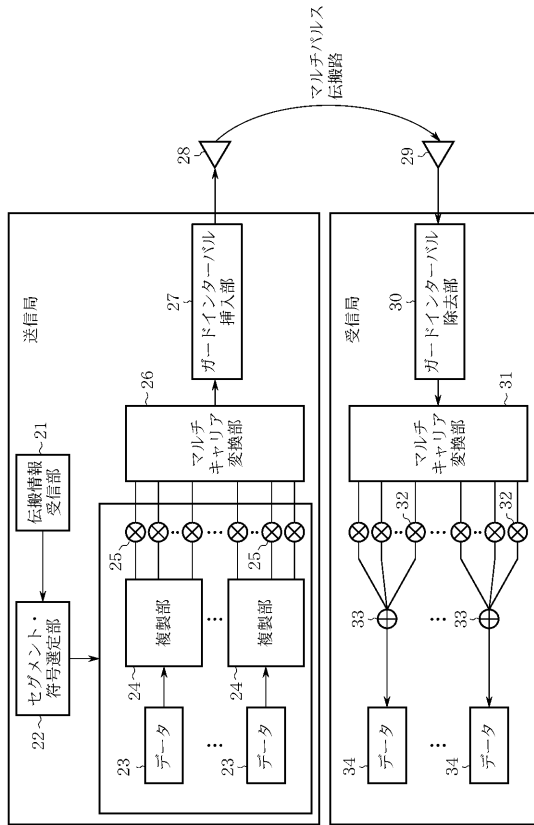 送信局
伝搬情報
受信部
21
セグメント・
符号選定部
22
23
データ
24
複製部
25
…
…
23
データ
24
複製部
25
マルチ
キャリア
変換部
26
ガードインターバル
挿入部
27
28
マルチパルス
伝搬路
29
受信局
ガードインターバル
除去部
30
マルチ
キャリア
変換部
31
32
32
33
33
…
…
データ
34
データ
34